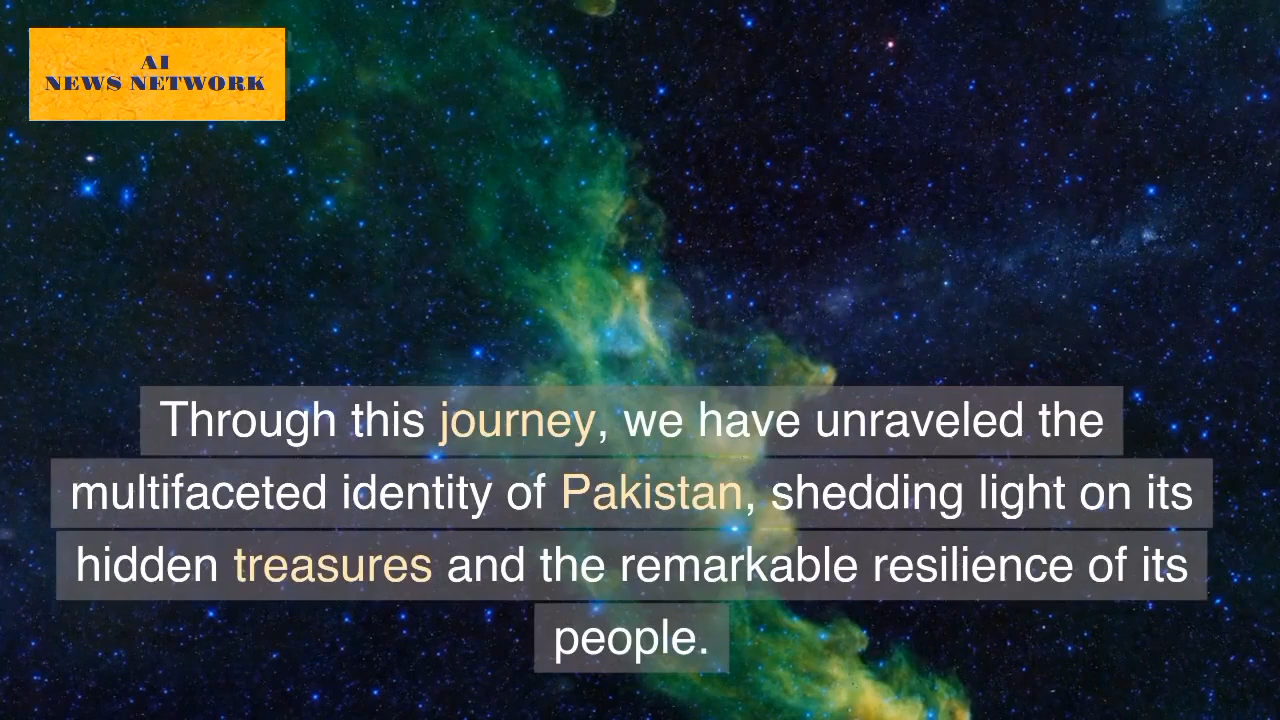 AI
NEWS NETWORK
Through this journey, we have unraveled the
multifaceted identity of Pakistan, shedding light on its
hidden treasures and the remarkable resilience of its
people.